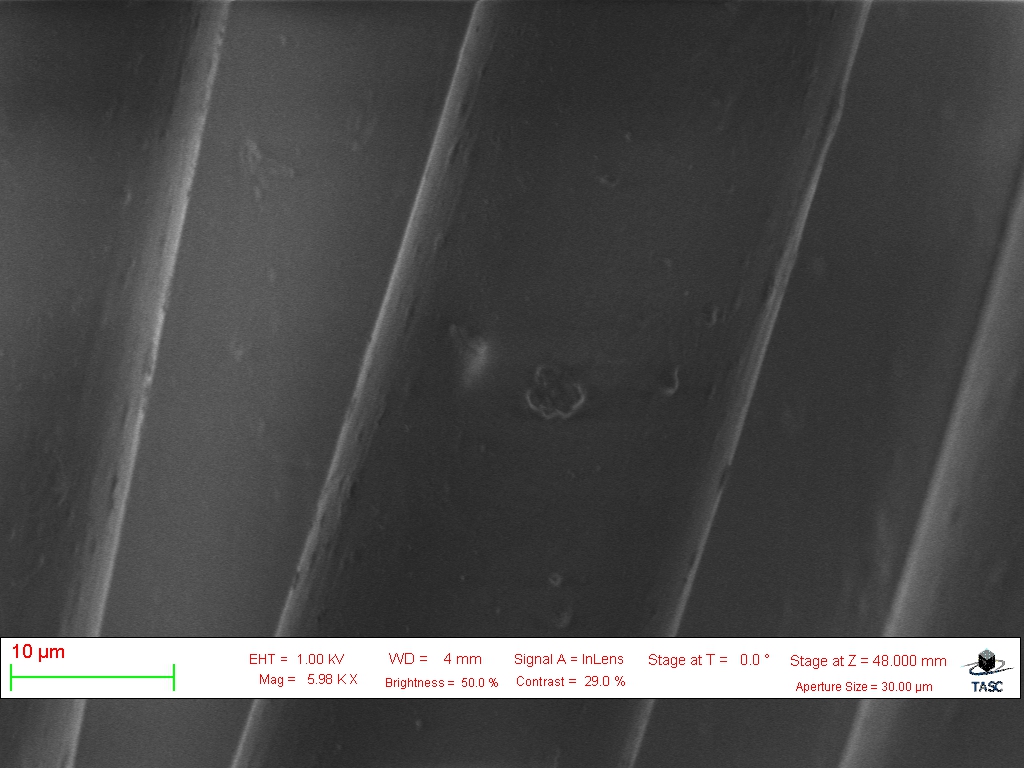 10 µm
EHT = 1.00 kV WD = 4 mm Signal A = InLens Stage at T = 0.0 ° Stage at Z = 48.000 mm
Mag = 5.98 K X Brightness = 50.0 % Contrast = 29.0 % Aperture Size = 30.00 µm
TASC